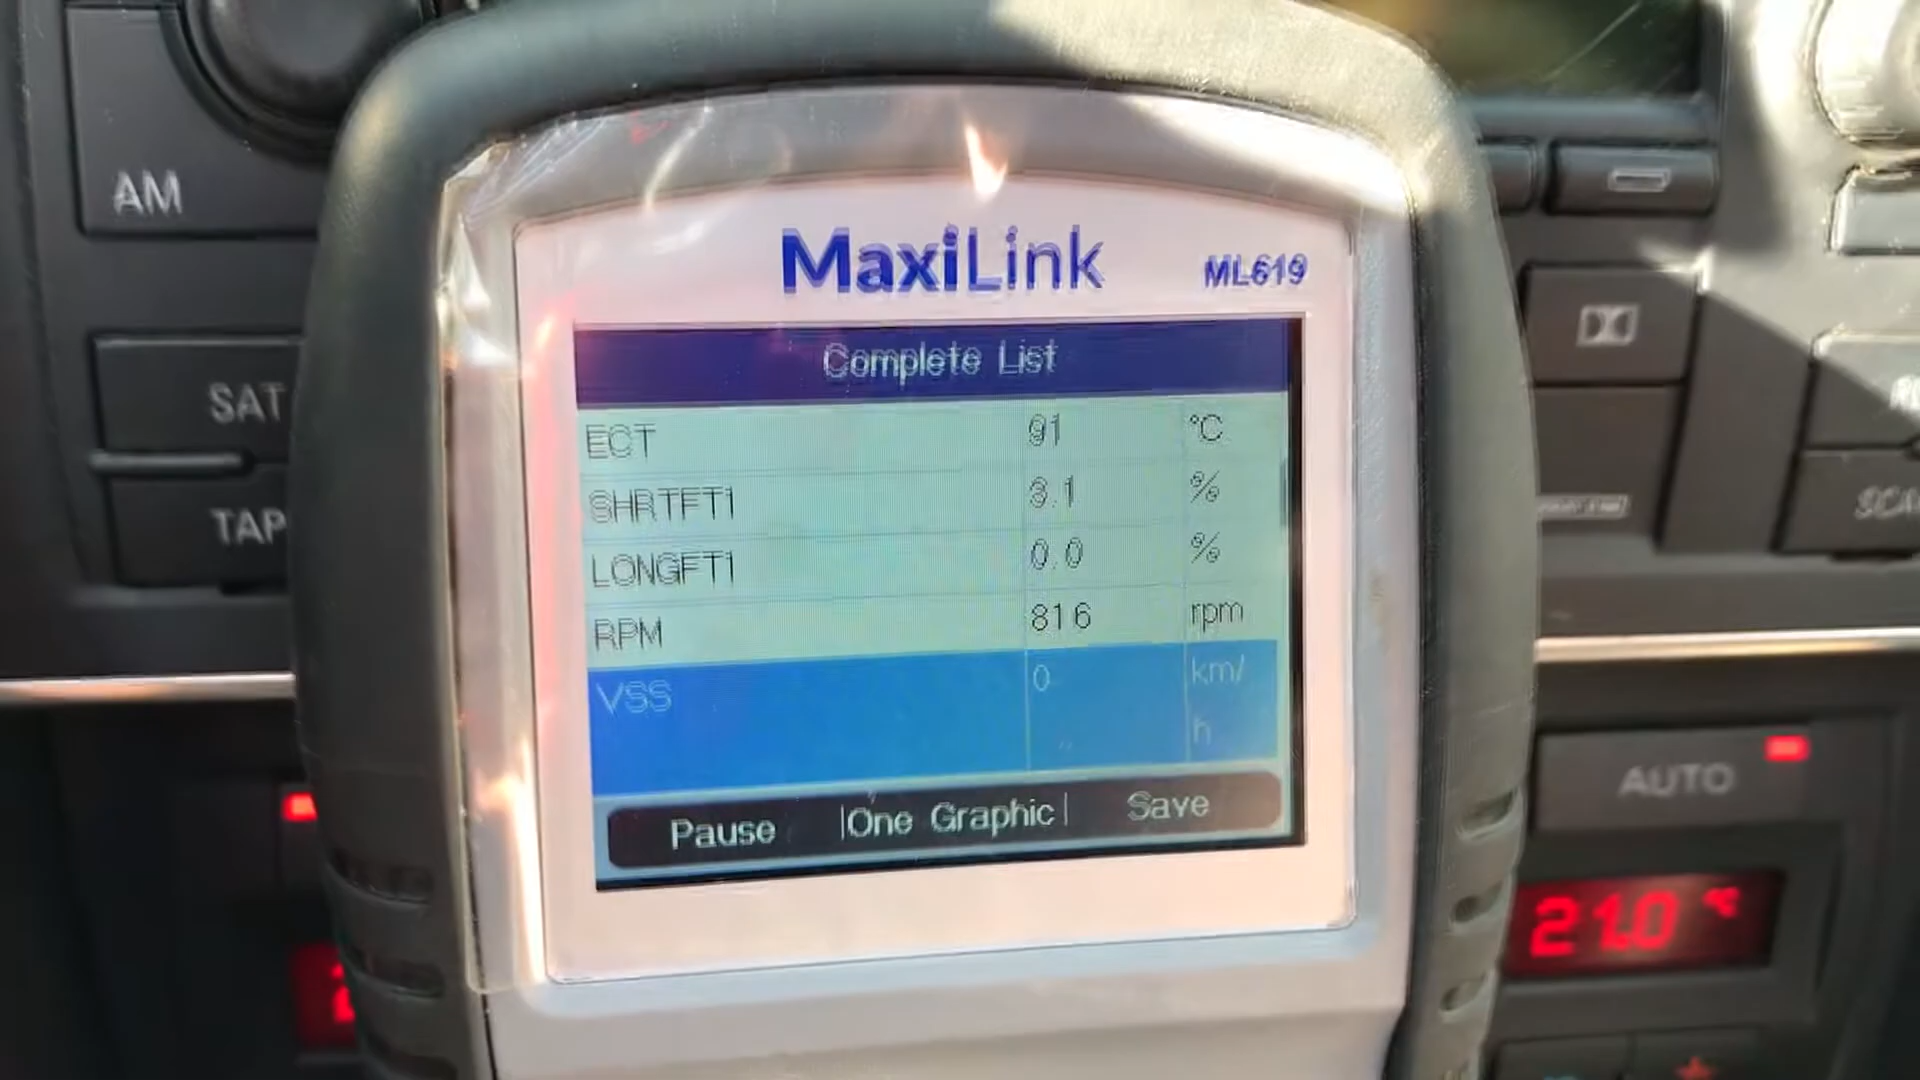 AM
MaxiLink
ML619
Complete List
ECT 91 °C
SHRTFT1 3.1 %
LONGFT1 0.0 %
RPM 816 rpm
VSS 0 km/
h
Pause |One Graphic| Save
SAT
TAP
AUTO
21.0 °C